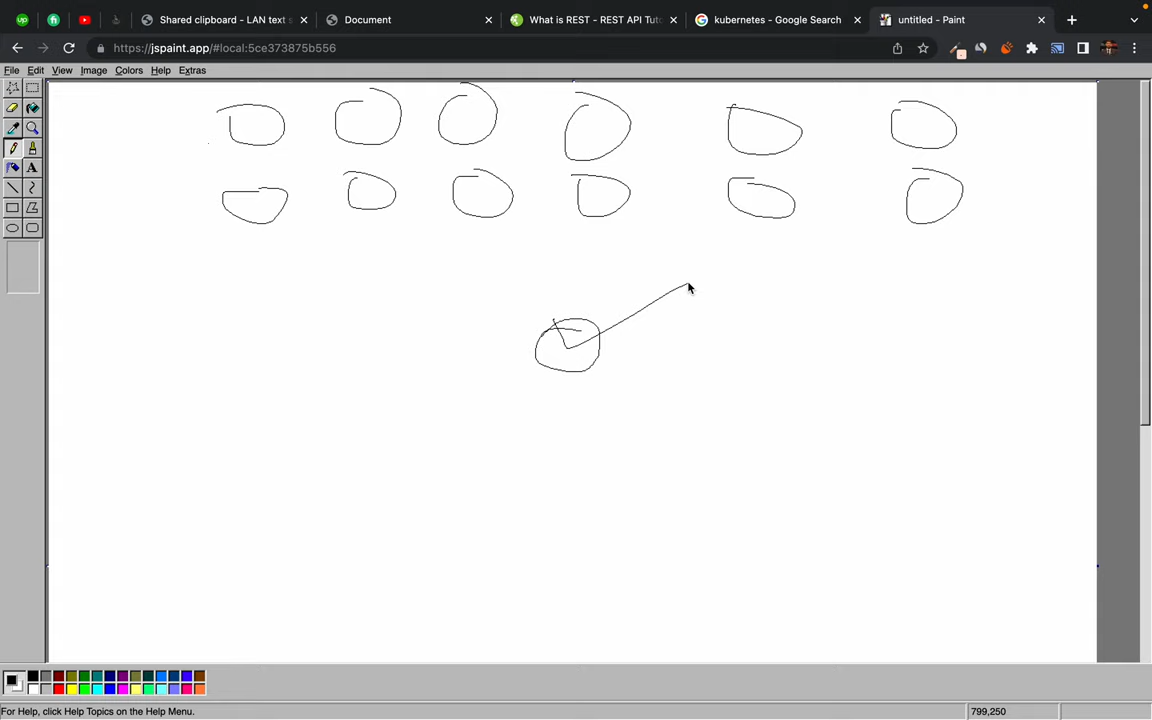 Shared clipboard - LAN text s
Document
What is REST - REST API Tuto
kubernetes - Google Search
untitled - Paint
https://jspaint.app/#local:5ce373875b556
File Edit View Image Colors Help Extras
A
For Help, click Help Topics on the Help Menu.
799,250